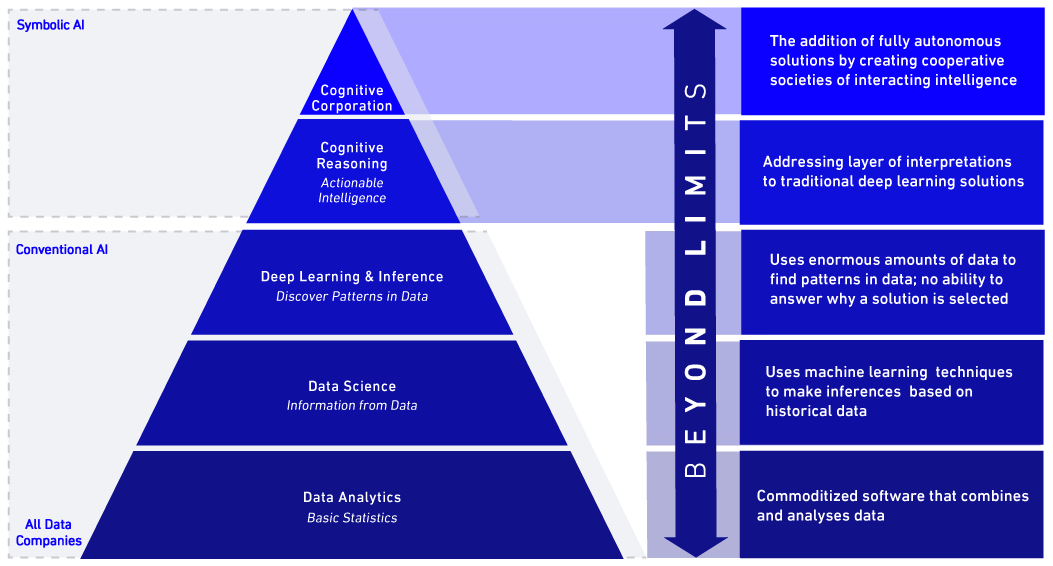 Symbolic AI
Cognitive
Corporation
The addition of fully autonomous
solutions by creating cooperative
societies of interacting intelligence
Cognitive
Reasoning
Actionable
Intelligence
Addressing layer of interpretations
to traditional deep learning solutions
Conventional AI
Deep Learning & Inference
Discover Patterns in Data
Uses enormous amounts of data to
find patterns in data; no ability to
answer why a solution is selected
Data Science
Information from Data
Uses machine learning techniques
to make inferences based on
historical data
Data Analytics
Basic Statistics
Commoditized software that combines
and analyses data
All Data
Companies
BEYOND LIMITS